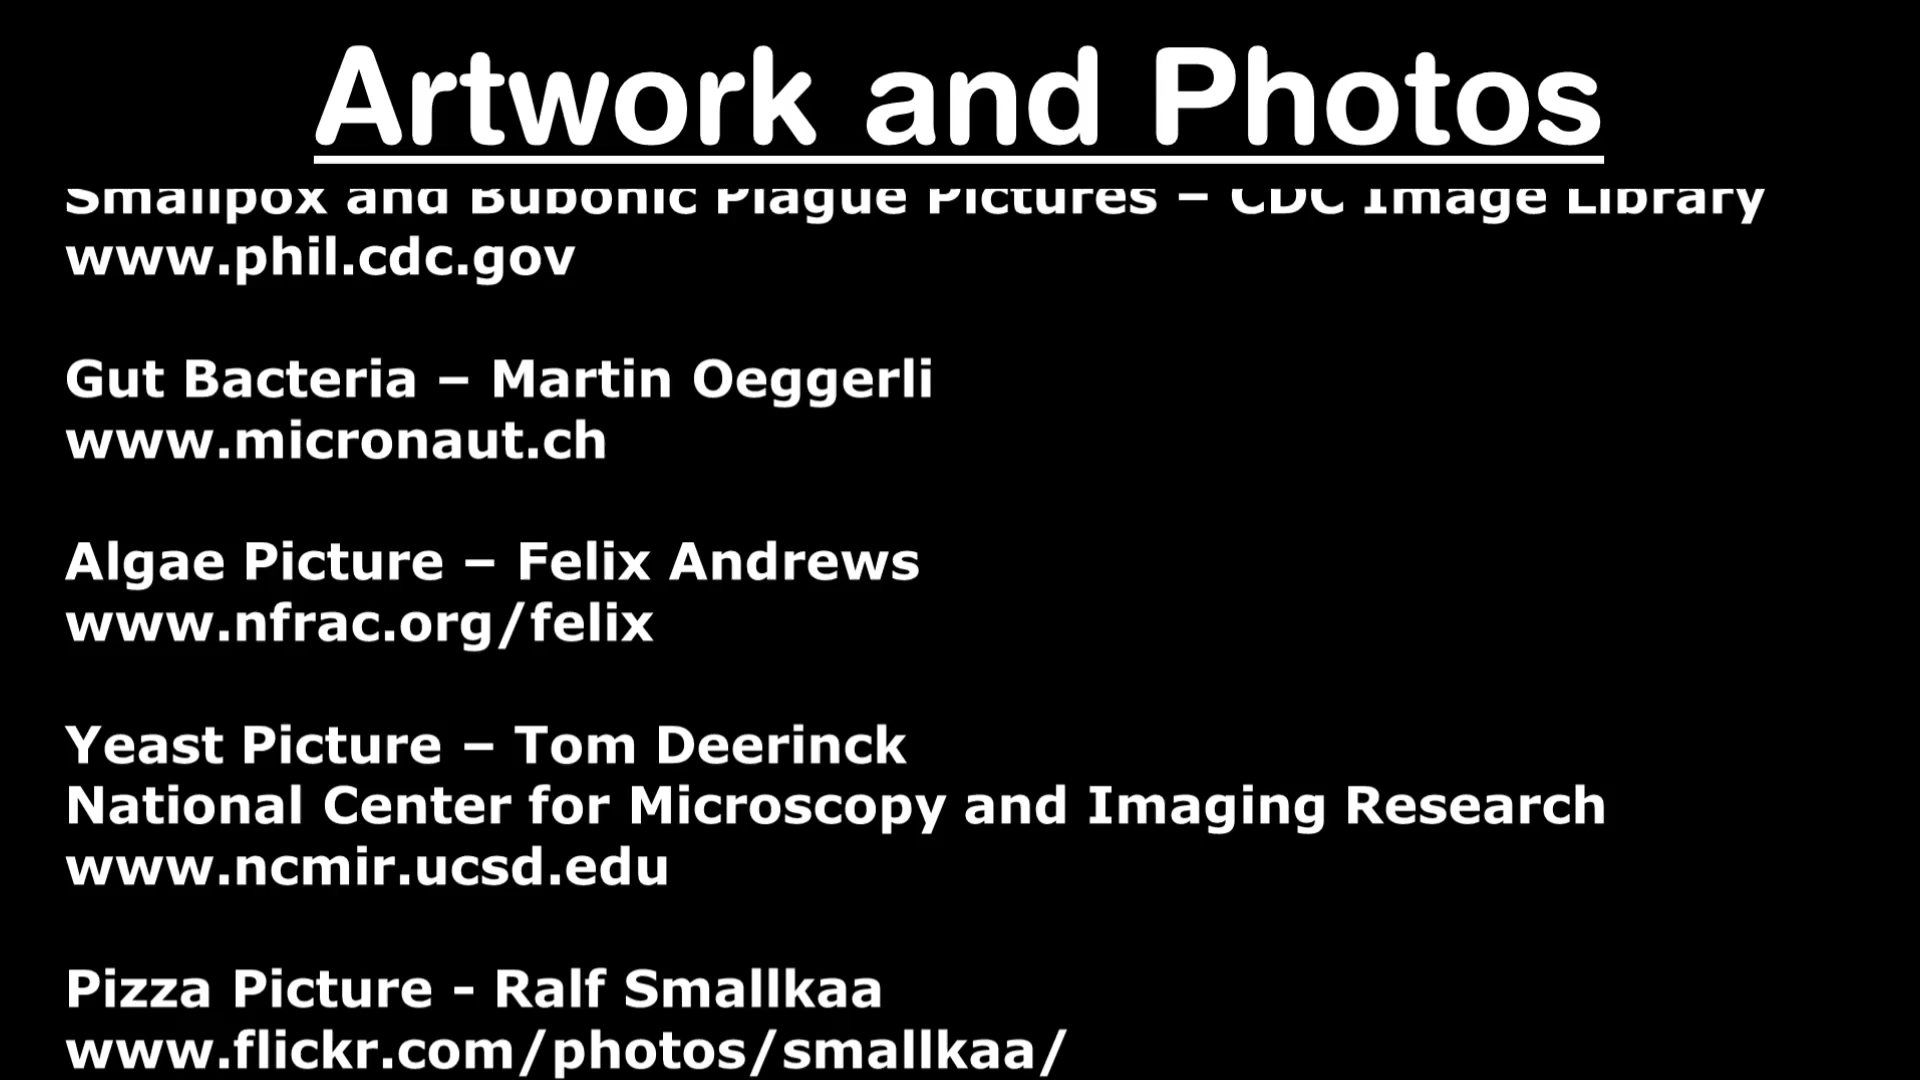 Artwork and Photos
Smallpox and Bubonic Plague Pictures – CDC Image Library
www.phil.cdc.gov
Gut Bacteria – Martin Oeggerli
www.micronaut.ch
Algae Picture – Felix Andrews
www.nfrac.org/felix
Yeast Picture – Tom Deerinck
National Center for Microscopy and Imaging Research
www.ncmir.ucsd.edu
Pizza Picture - Ralf Smallkaa
www.flickr.com/photos/smallkaa/